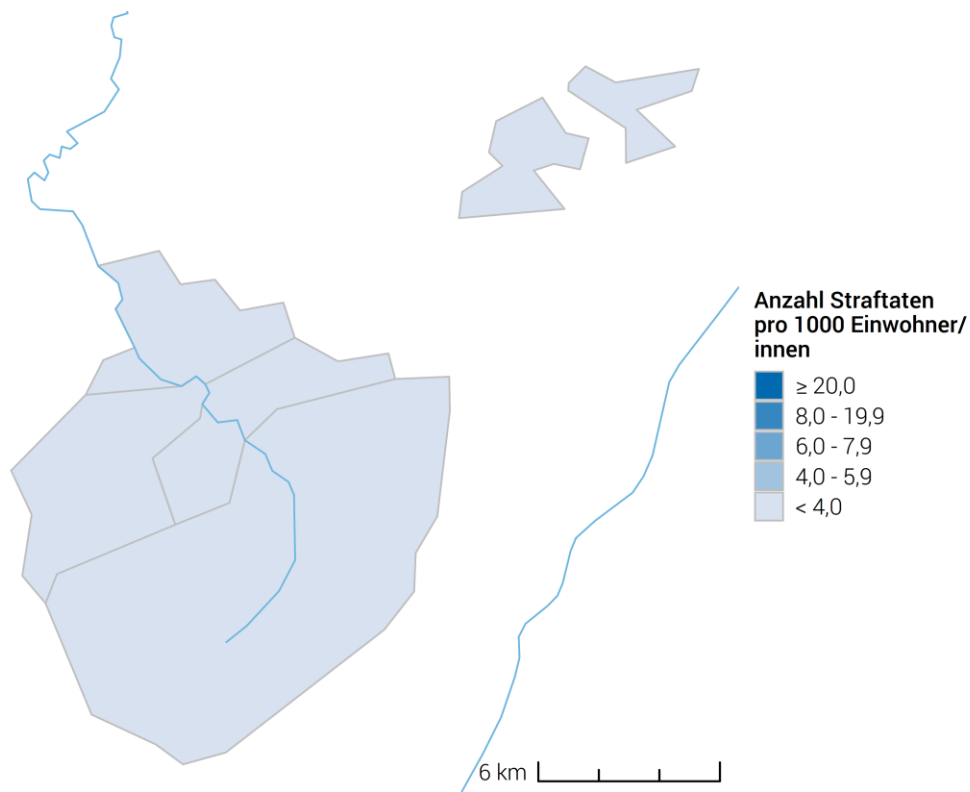 Anzahl Straftaten
pro 1000 Einwohner/
innen
≥ 20,0
8,0 - 19,9
6,0 - 7,9
4,0 - 5,9
< 4,0
6 km